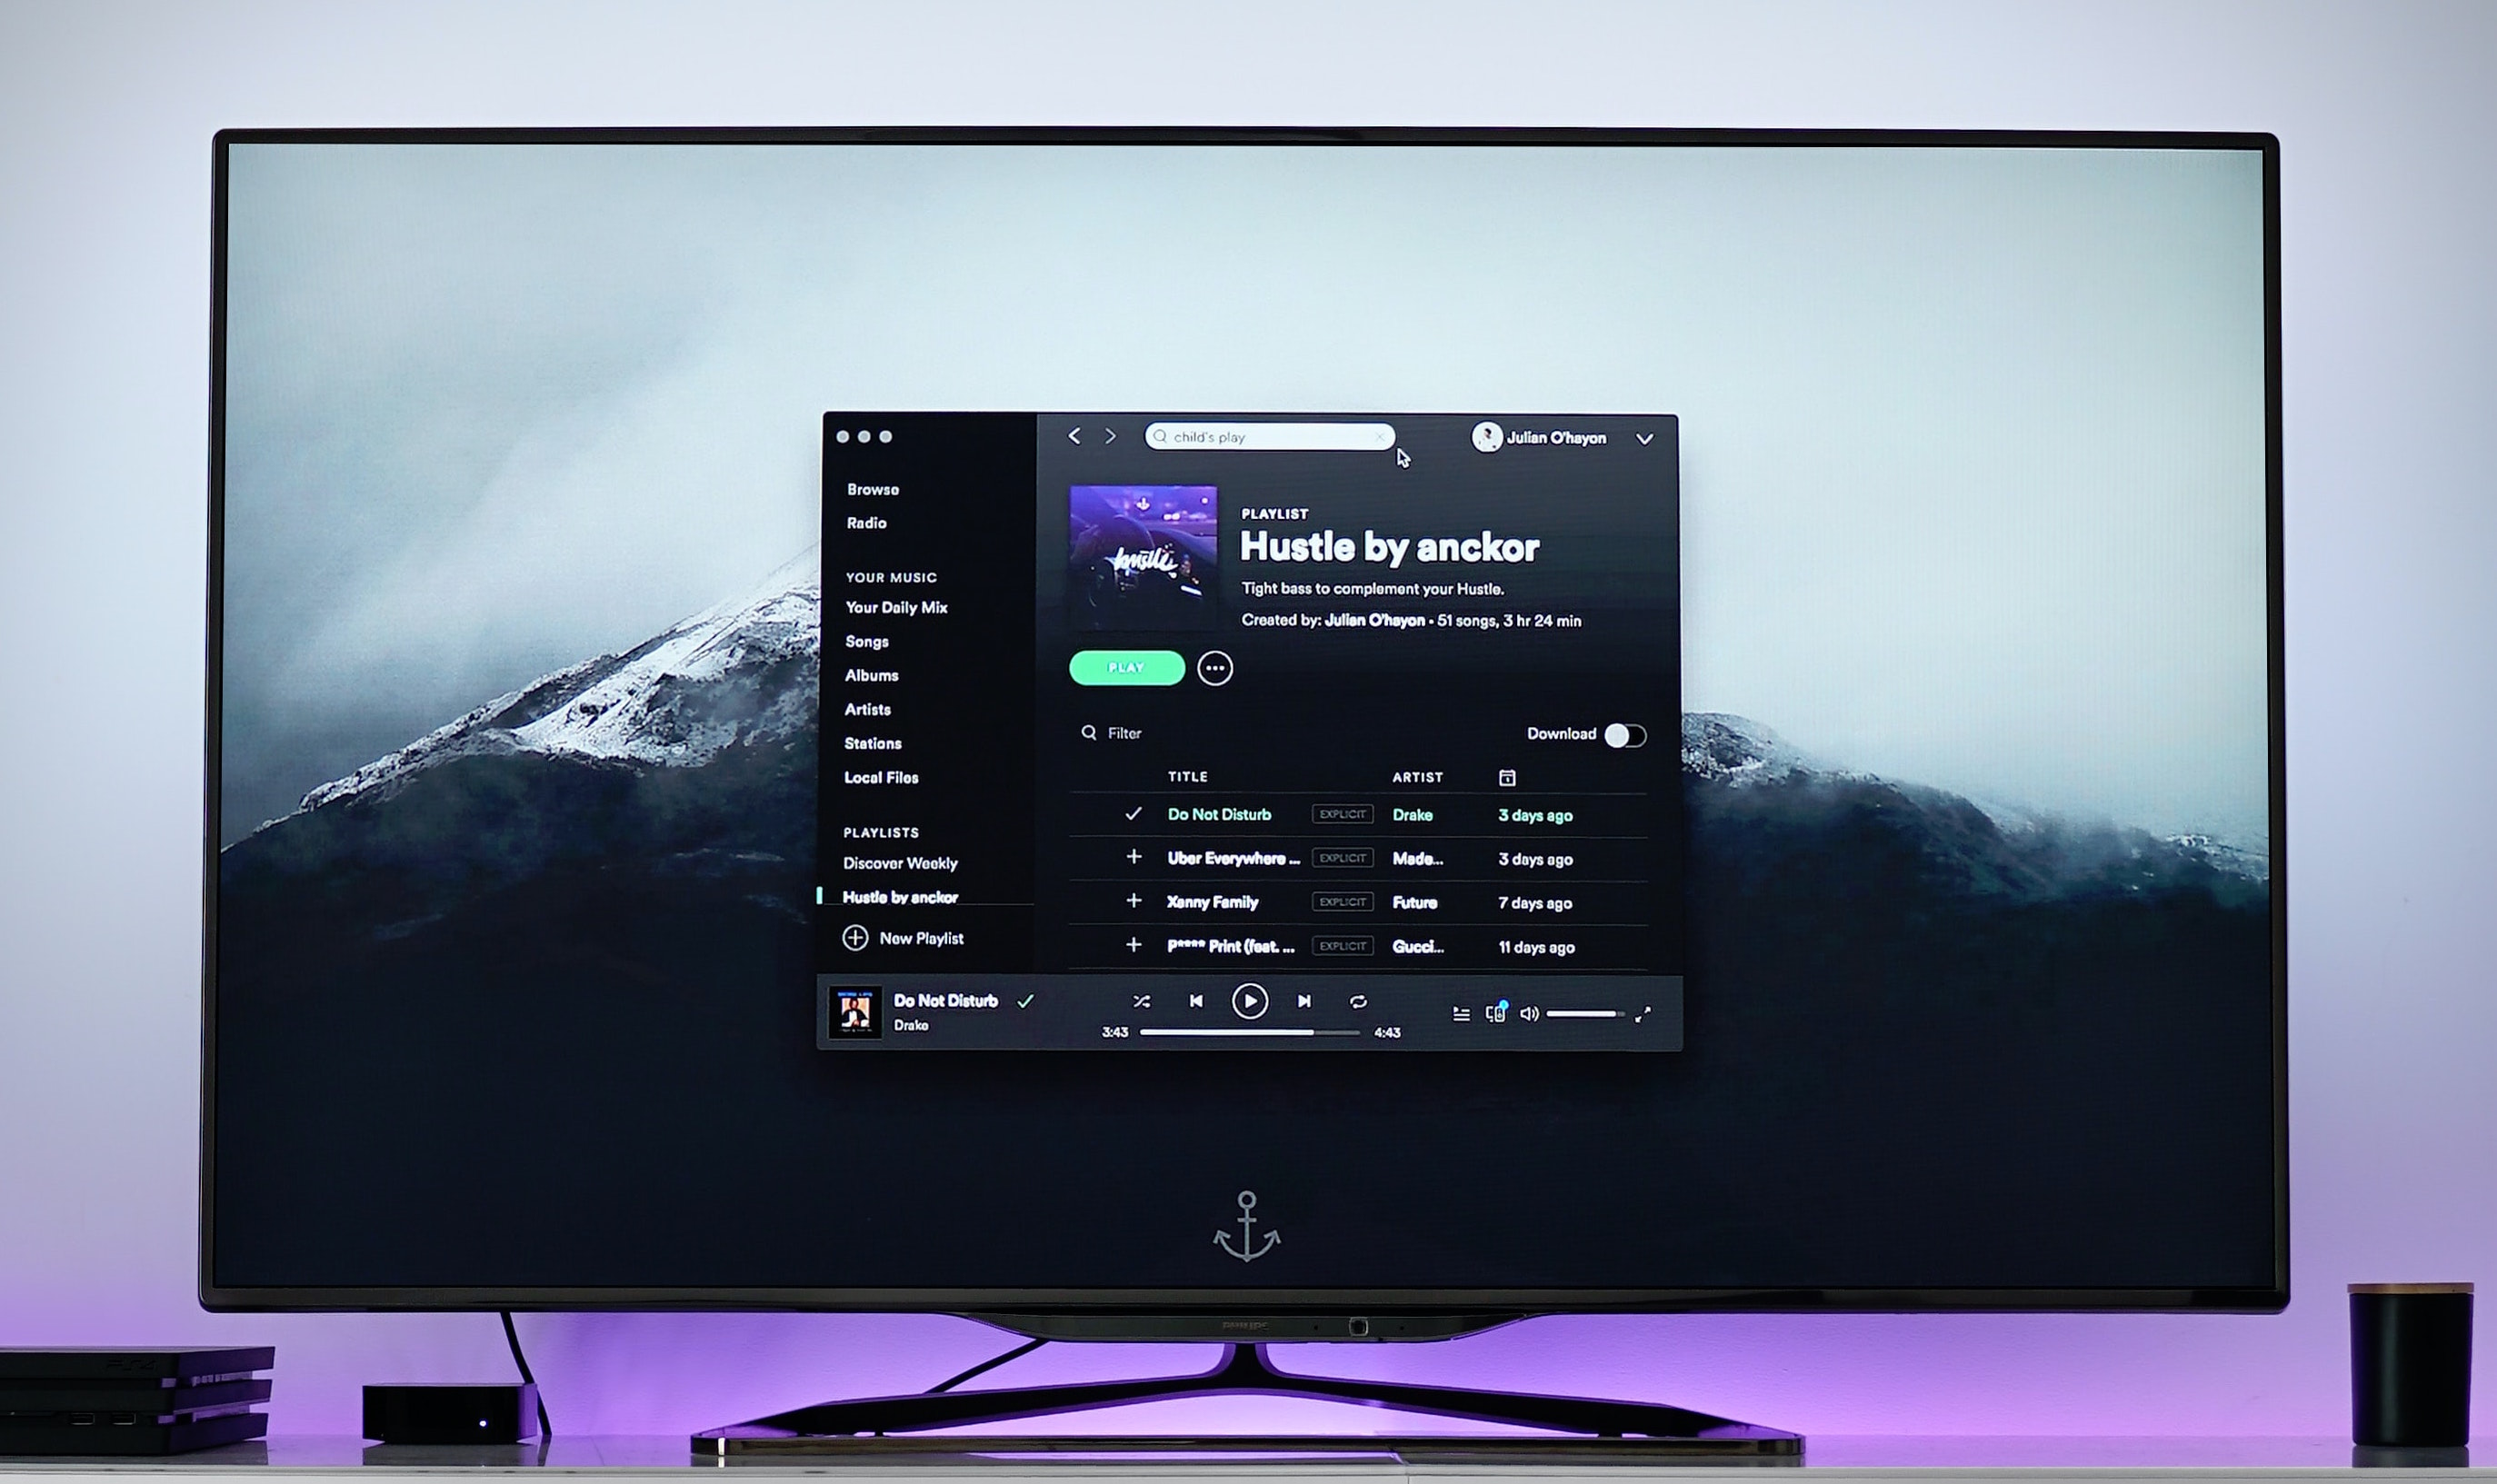 child's play
Julian O'hayon
Browse
Radio
YOUR MUSIC
Your Daily Mix
Songs
Albums
Artists
Stations
Local Files
PLAYLISTS
Discover Weekly
Hustle by anckor
New Playlist
hustle
PLAYLIST
Hustle by anckor
Tight bass to complement your Hustle.
Created by: Julian O'hayon • 51 songs, 3 hr 24 min
PLAY
Filter
Download
TITLE ARTIST
Do Not Disturb EXPLICIT Drake 3 days ago
Uber Everywhere ... EXPLICIT Made... 3 days ago
Xanny Family EXPLICIT Future 7 days ago
P**** Print (feat. ... EXPLICIT Gucci... 11 days ago
Do Not Disturb
Drake
3:43 4:43
PHILIPS
PS4